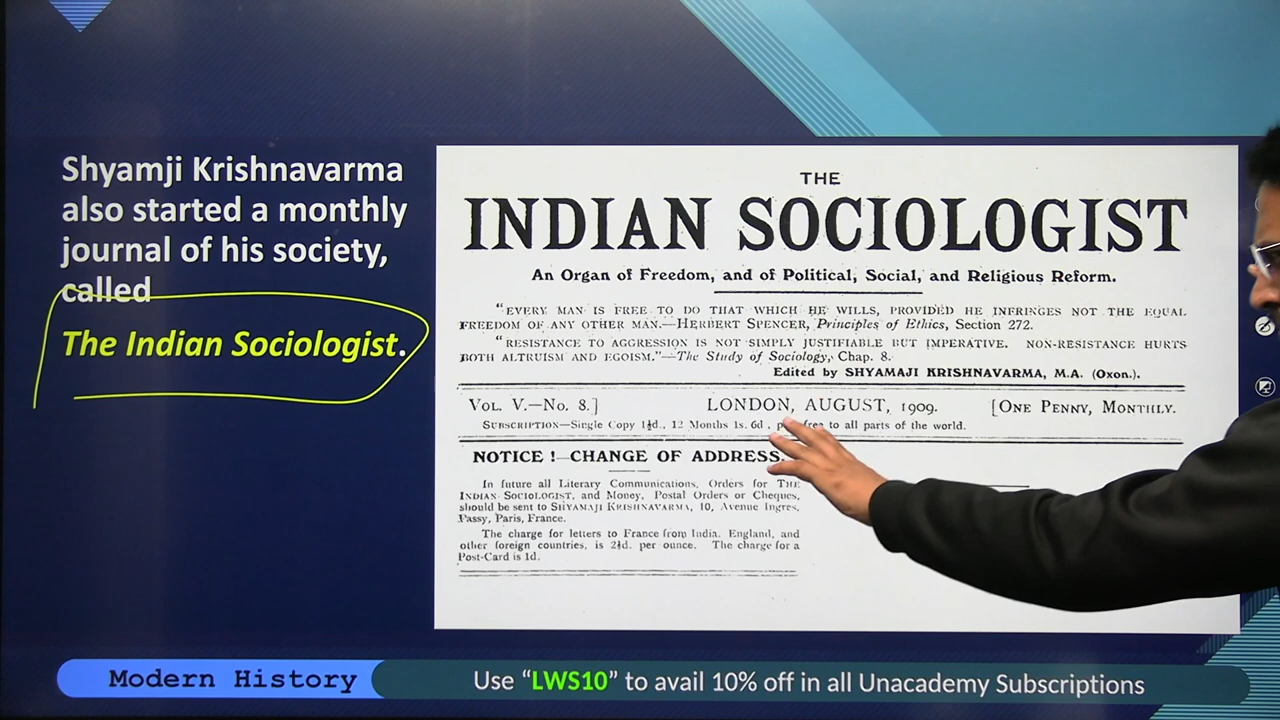 Shyamji Krishnavarma
also started a monthly
journal of his society,
called
The Indian Sociologist.
THE
INDIAN SOCIOLOGIST
An Organ of Freedom, and of Political, Social, and Religious Reform.
"EVERY MAN IS FREE TO DO THAT WHICH HE WILLS, PROVIDED HE INFRINGES NOT THE EQUAL
FREEDOM OF ANY OTHER MAN.—HERBERT SPENCER, Principles of Ethics, Section 272.
"RESISTANCE TO AGGRESSION IS NOT SIMPLY JUSTIFIABLE BUT IMPERATIVE. NON-RESISTANCE HURTS
BOTH ALTRUISM AND EGOISM."—The Study of Sociology, Chap. 8.
Edited by SHYAMAJI KRISHNAVARMA, M.A. (Oxon.).
VOL. V.—No. 8.] LONDON, AUGUST, 1909. [ONE PENNY, MONTHLY.
SUBSCRIPTION—Single Copy 1½d., 12 Months 1s. 6d., free to all parts of the world.
NOTICE !—CHANGE OF ADDRESS.
In future all Literary Communications, Orders for THE
INDIAN SOCIOLOGIST, and Money, Postal Orders or Cheques,
should be sent to SHYAMAJI KRISHNAVARMA, 10, Avenue Ingres,
Passy, Paris, France.
The charge for letters to France from India, England, and
other foreign countries, is 2½d. per ounce. The charge for a
Post-Card is 1d.
Modern History
Use “LWS10” to avail 10% off in all Unacademy Subscriptions